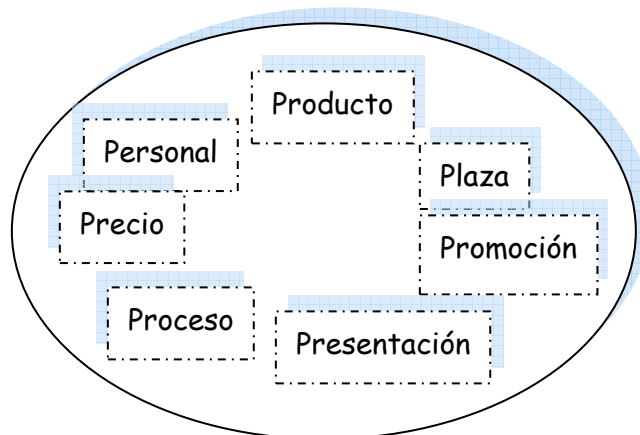 Producto
Personal
Plaza
Precio
Promoción
Proceso
Presentación